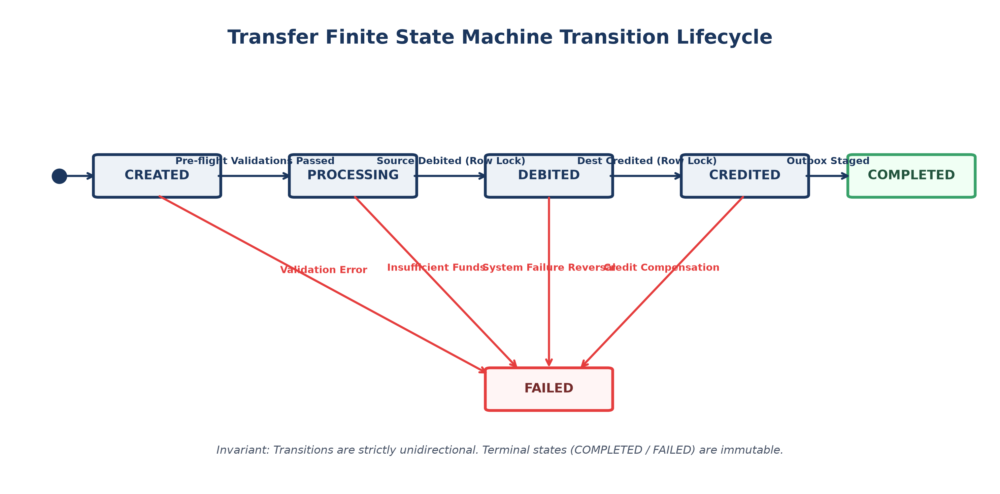 Transfer Finite State Machine Transition Lifecycle
Pre-flight Validations Passed
Source Debited (Row Lock)
Dest Credited (Row Lock)
Outbox Staged
CREATED
PROCESSING
DEBITED
CREDITED
COMPLETED
Validation Error
Insufficient Funds
System Failure Reversal
Credit Compensation
FAILED
Invariant: Transitions are strictly unidirectional. Terminal states (COMPLETED / FAILED) are immutable.